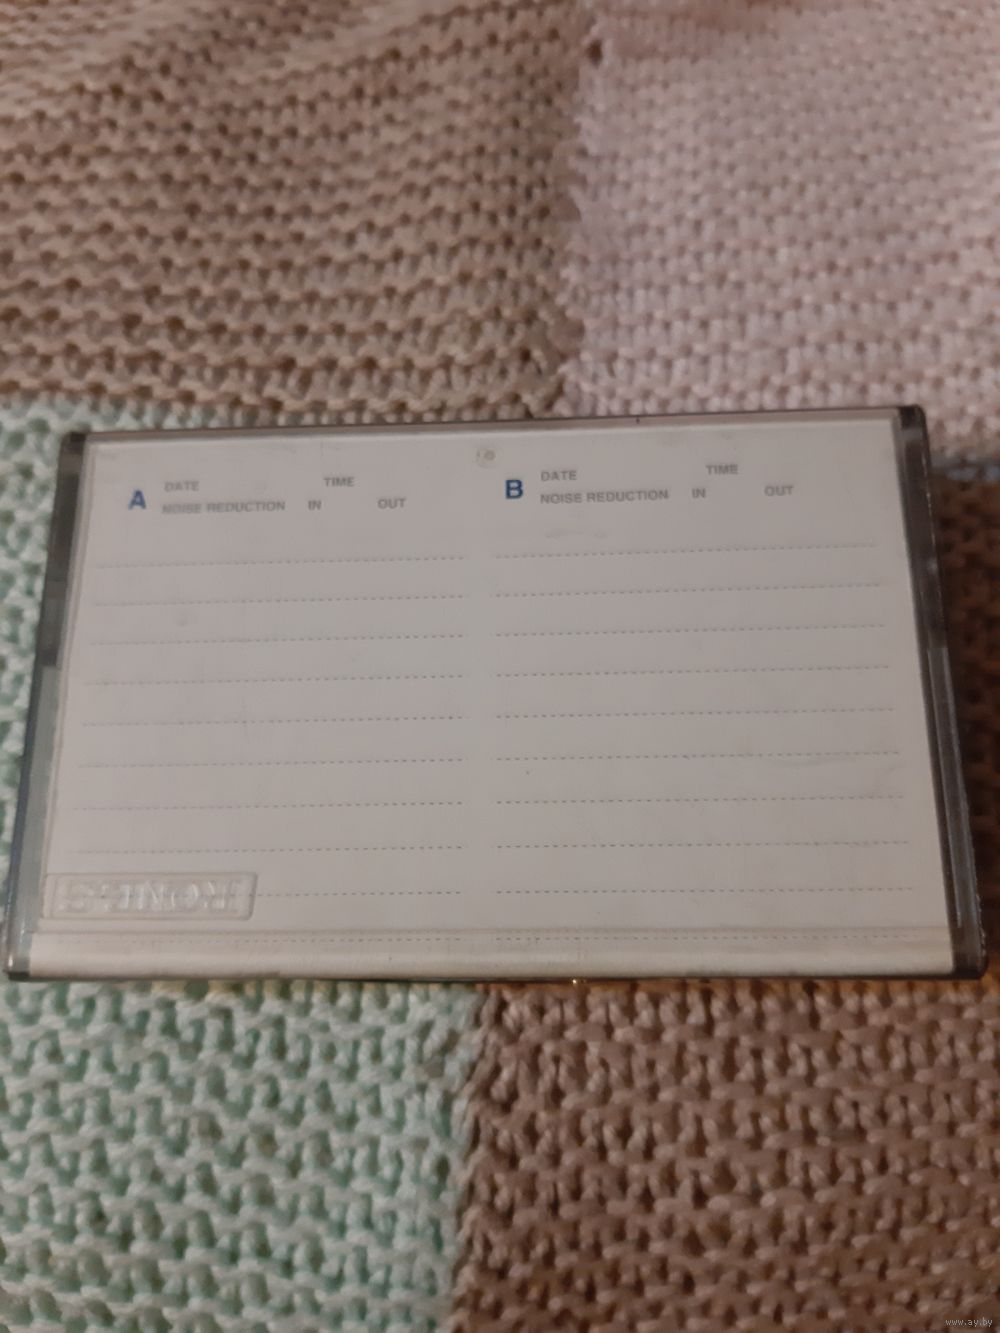 A DATE TIME
NOISE REDUCTION IN OUT
B DATE TIME
NOISE REDUCTION IN OUT
www.ay.by